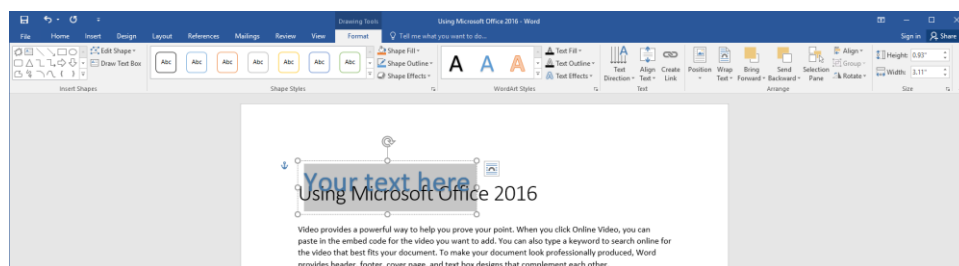 Drawing Tools Using Microsoft Office 2016 - Word
File Home Insert Design Layout References Mailings Review View Format Tell me what you want to do... Sign in Share
Edit Shape
Draw Text Box
Insert Shapes
Abc Abc Abc Abc Abc Abc Abc
Shape Fill
Shape Outline
Shape Effects
Shape Styles
A A A
Text Fill
Text Outline
Text Effects
WordArt Styles
Text Direction
Align Text
Create Link
Text
Position
Wrap Text
Bring Forward
Send Backward
Selection Pane
Align
Group
Rotate
Arrange
Height: 0.93"
Width: 3.11"
Size
Your text here
Using Microsoft Office 2016
Video provides a powerful way to help you prove your point. When you click Online Video, you can
paste in the embed code for the video you want to add. You can also type a keyword to search online for
the video that best fits your document. To make your document look professionally produced, Word
provides header, footer, cover page, and text box designs that complement each other.